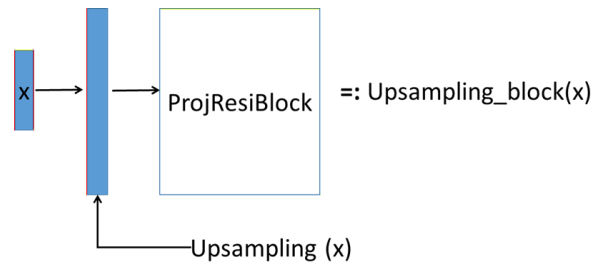 x
ProjResiBlock
=: Upsampling_block(x)
Upsampling (x)